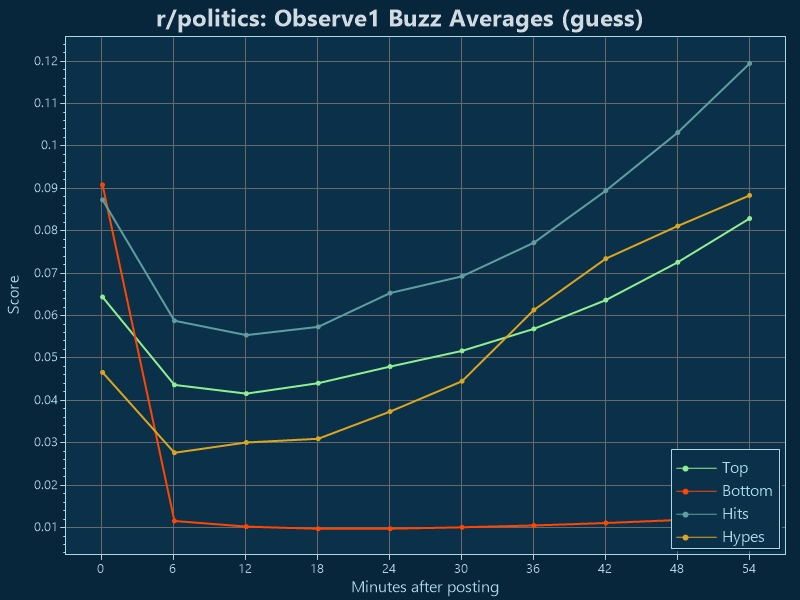 r/politics: Observe1 Buzz Averages (guess)
0.12
0.11
0.1
0.09
0.08
0.07
0.06
0.05
0.04
0.03
0.02
0.01
Score
Top
Bottom
Hits
Hypes
0 6 12 18 24 30 36 42 48 54
Minutes after posting